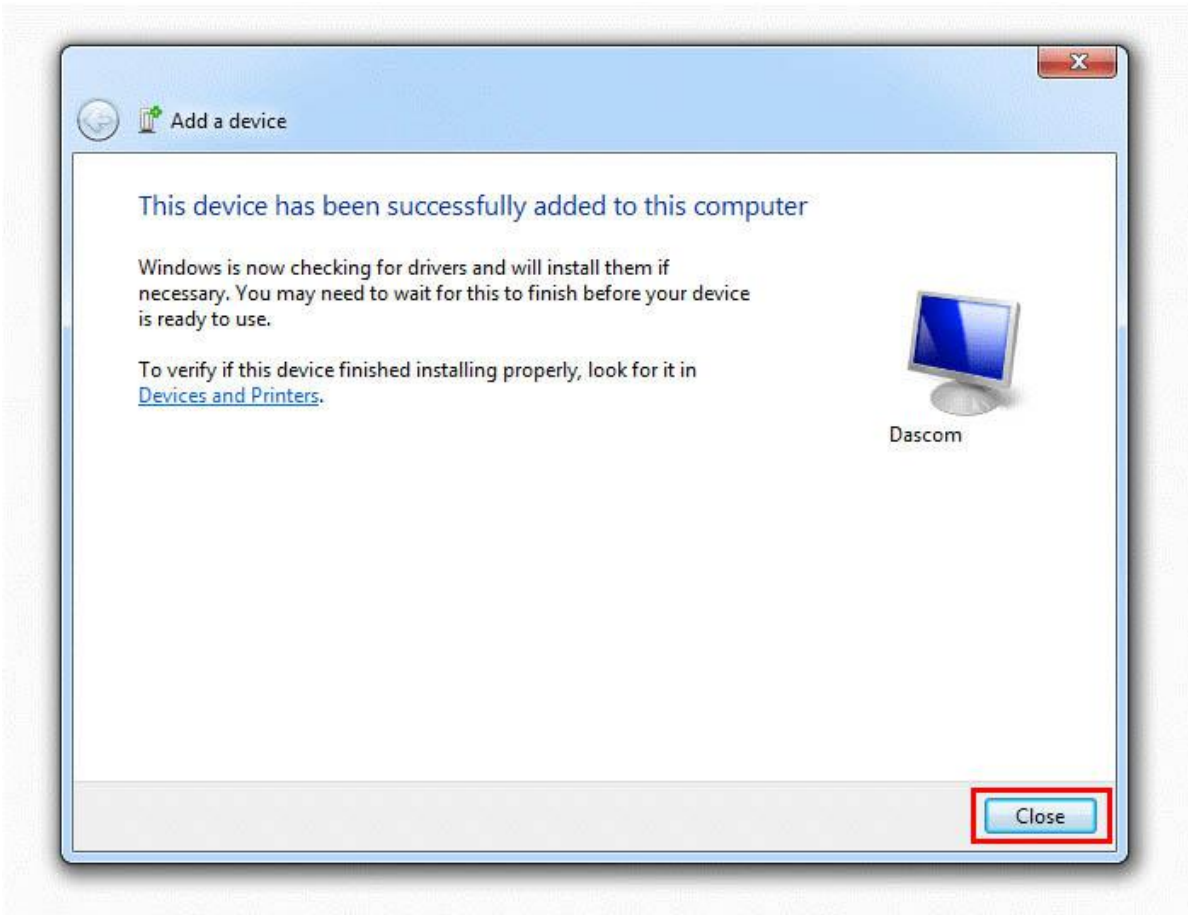 Add a device
This device has been successfully added to this computer
Windows is now checking for drivers and will install them if
necessary. You may need to wait for this to finish before your device
is ready to use.
To verify if this device finished installing properly, look for it in
Devices and Printers.
Dascom
Close